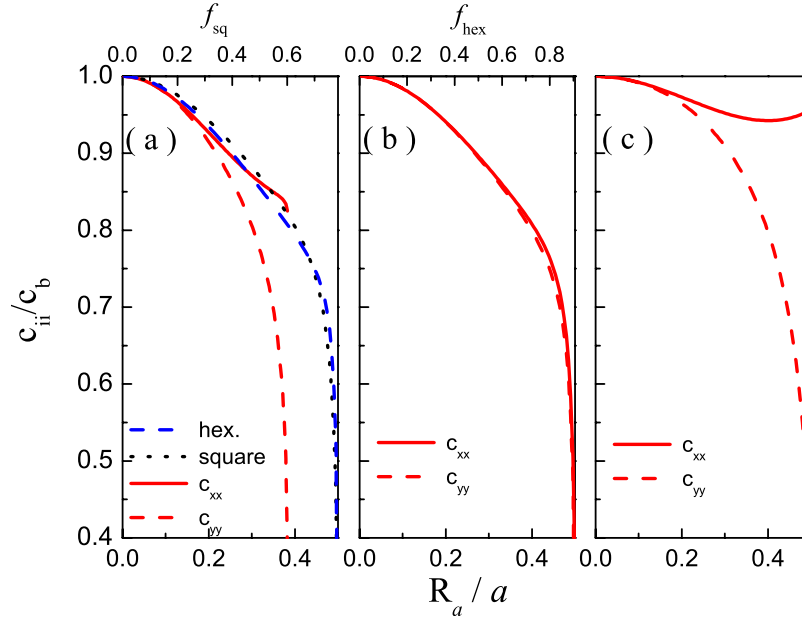 f_sq f_hex
0.0 0.2 0.4 0.6 0.0 0.2 0.4 0.6 0.8
1.0
0.9
0.8
0.7
0.6
0.5
0.4
c_ii/c_b
( a ) ( b ) ( c )
hex.
square
c_xx
c_yy
c_xx
c_yy
c_xx
c_yy
0.0 0.2 0.4 0.0 0.2 0.4 0.0 0.2 0.4
R_a / a